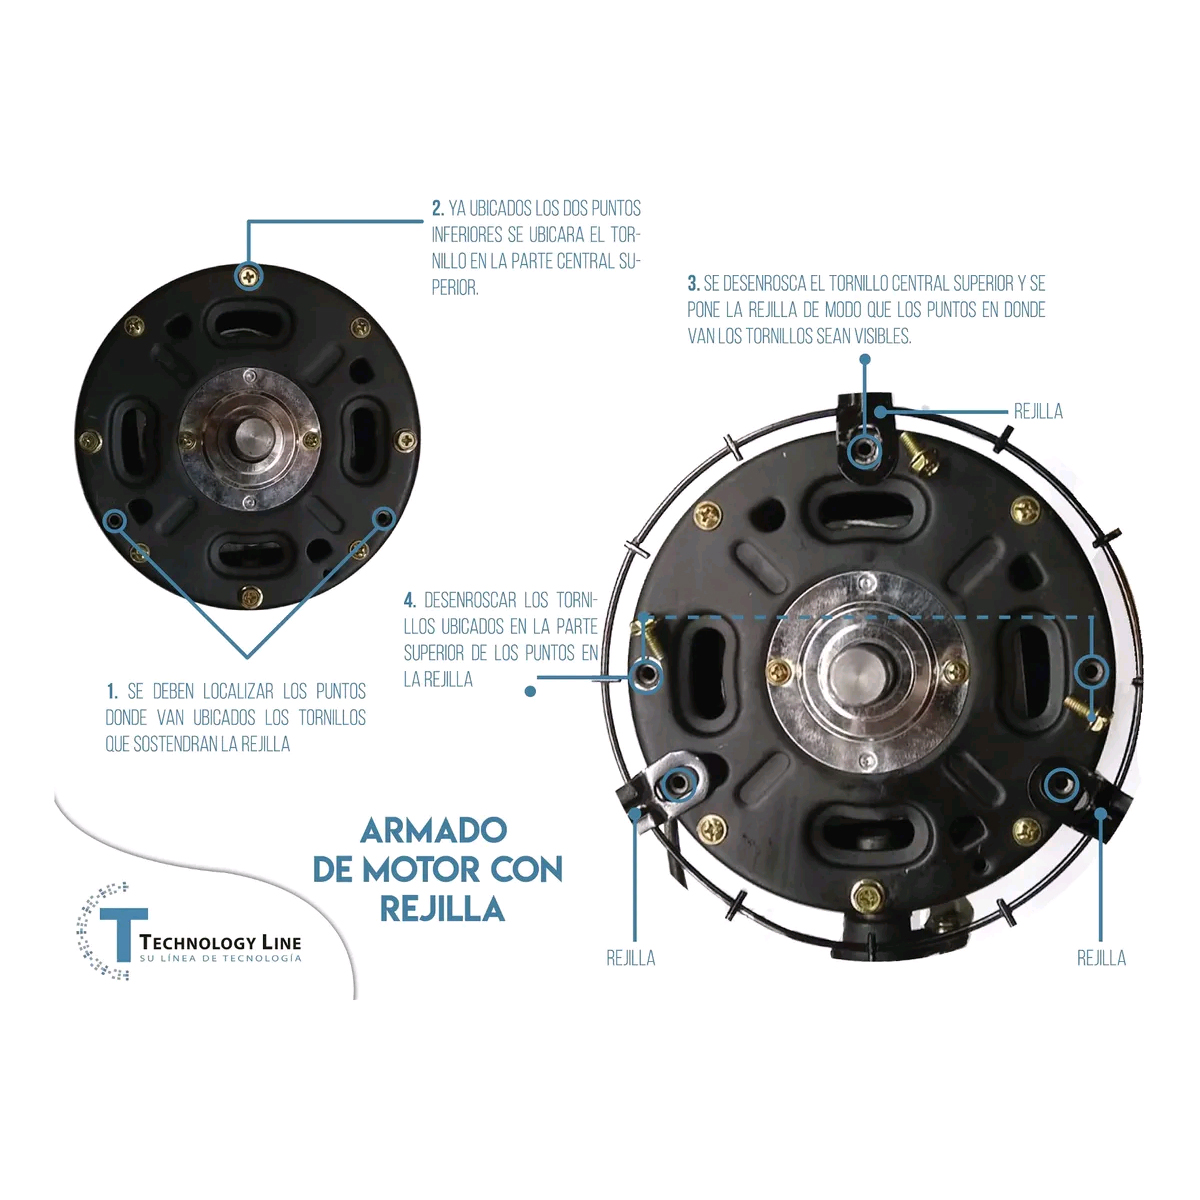 2. YA UBICADOS LOS DOS PUNTOS
INFERIORES SE UBICARA EL TOR-
NILLO EN LA PARTE CENTRAL SU-
PERIOR.
3. SE DESENROSCA EL TORNILLO CENTRAL SUPERIOR Y SE
PONE LA REJILLA DE MODO QUE LOS PUNTOS EN DONDE
VAN LOS TORNILLOS SEAN VISIBLES.
REJILLA
4. DESENROSCAR LOS TORNI-
LLOS UBICADOS EN LA PARTE
SUPERIOR DE LOS PUNTOS EN
LA REJILLA
1. SE DEBEN LOCALIZAR LOS PUNTOS
DONDE VAN UBICADOS LOS TORNILLOS
QUE SOSTENDRAN LA REJILLA
ARMADO
DE MOTOR CON
REJILLA
T
TECHNOLOGY LINE
SU LÍNEA DE TECNOLOGÍA
REJILLA
REJILLA